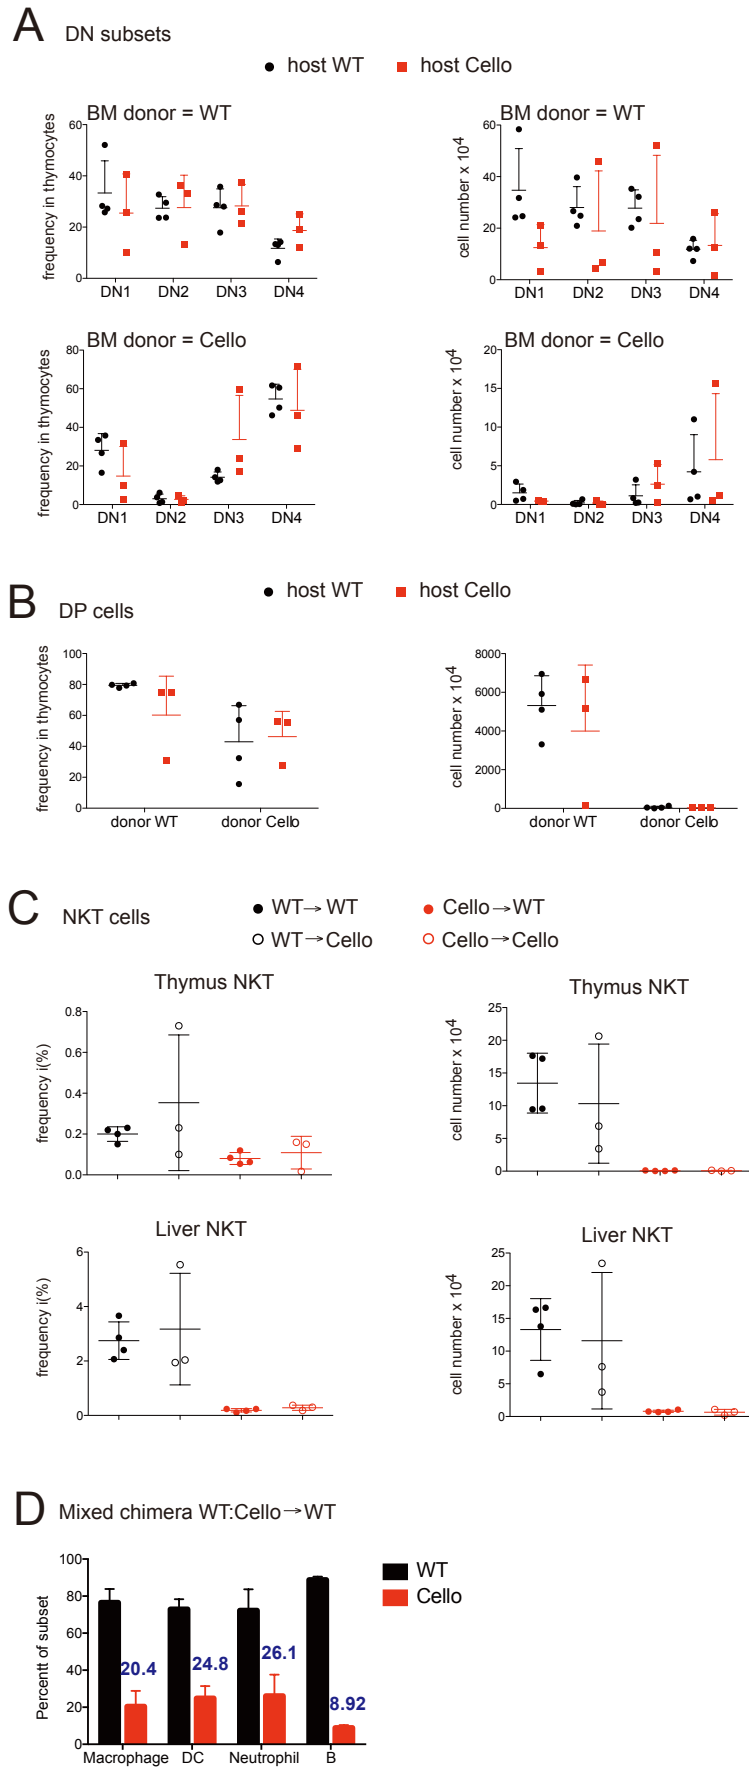 A DN subsets
host WT host Cello
BM donor = WT
frequency in thymocytes
60
40
20
0
DN1 DN2 DN3 DN4
BM donor = WT
cell number x 10⁴
60
40
20
0
DN1 DN2 DN3 DN4
BM donor = Cello
frequency in thymocytes
80
60
40
20
0
DN1 DN2 DN3 DN4
BM donor = Cello
cell number x 10⁴
20
15
10
5
0
DN1 DN2 DN3 DN4
B DP cells
host WT host Cello
frequency in thymocytes
100
80
60
40
20
0
donor WT donor Cello
cell number x 10⁴
8000
6000
4000
2000
0
donor WT donor Cello
C NKT cells
WT→WT Cello→WT
WT→Cello Cello→Cello
Thymus NKT
frequency i(%)
0.8
0.6
0.4
0.2
0.0
Thymus NKT
cell number x 10⁴
25
20
15
10
5
0
Liver NKT
frequency i(%)
6
4
2
0
Liver NKT
cell number x 10⁴
25
20
15
10
5
0
D Mixed chimera WT:Cello→WT
Percentt of subset
100
80
60
40
20
0
20.4
24.8
26.1
8.92
Macrophage DC Neutrophil B
WT
Cello